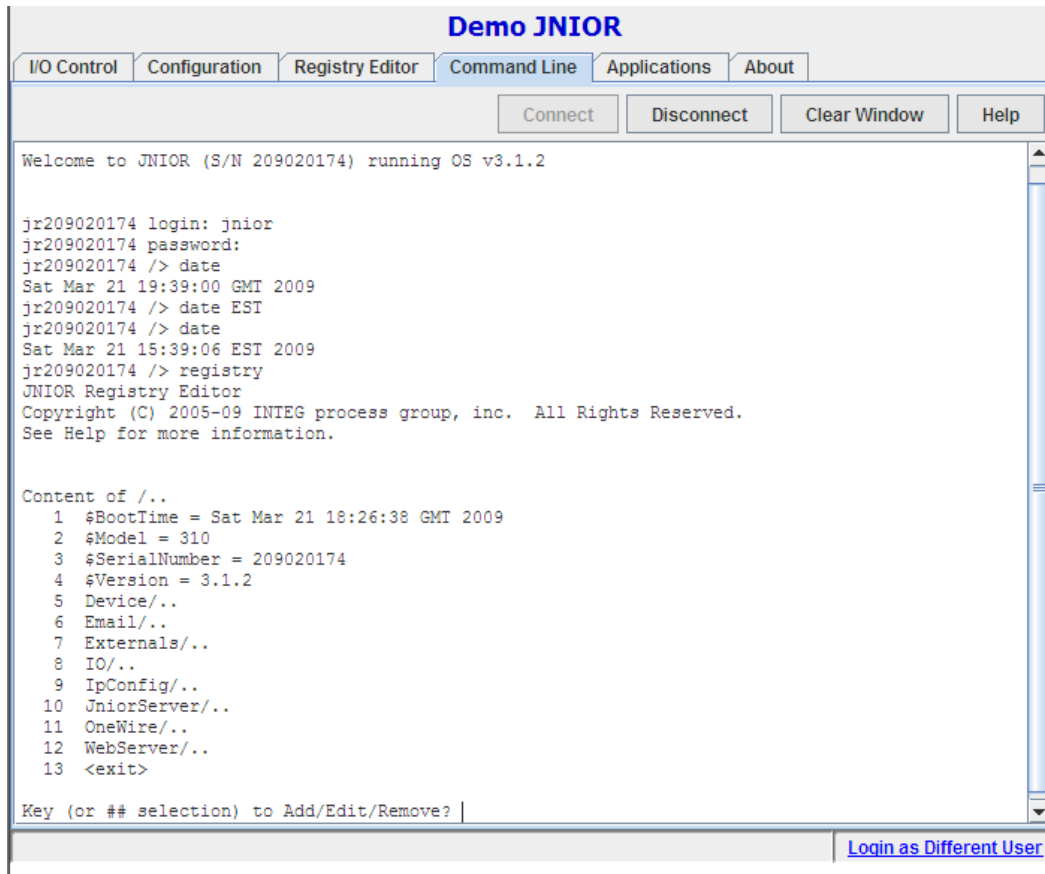 Demo JNIOR
I/O Control Configuration Registry Editor Command Line Applications About
Connect Disconnect Clear Window Help
Welcome to JNIOR (S/N 209020174) running OS v3.1.2
jr209020174 login: jnior
jr209020174 password:
jr209020174 /> date
Sat Mar 21 19:39:00 GMT 2009
jr209020174 /> date EST
jr209020174 /> date
Sat Mar 21 15:39:06 EST 2009
jr209020174 /> registry
JNIOR Registry Editor
Copyright (C) 2005-09 INTEG process group, inc.  All Rights Reserved.
See Help for more information.
Content of /..
1  $BootTime = Sat Mar 21 18:26:38 GMT 2009
2  $Model = 310
3  $SerialNumber = 209020174
4  $Version = 3.1.2
5  Device/..
6  Email/..
7  Externals/..
8  IO/..
9  IpConfig/..
10  JniorServer/..
11  OneWire/..
12  WebServer/..
13  <exit>
Key (or ## selection) to Add/Edit/Remove?
Login as Different User